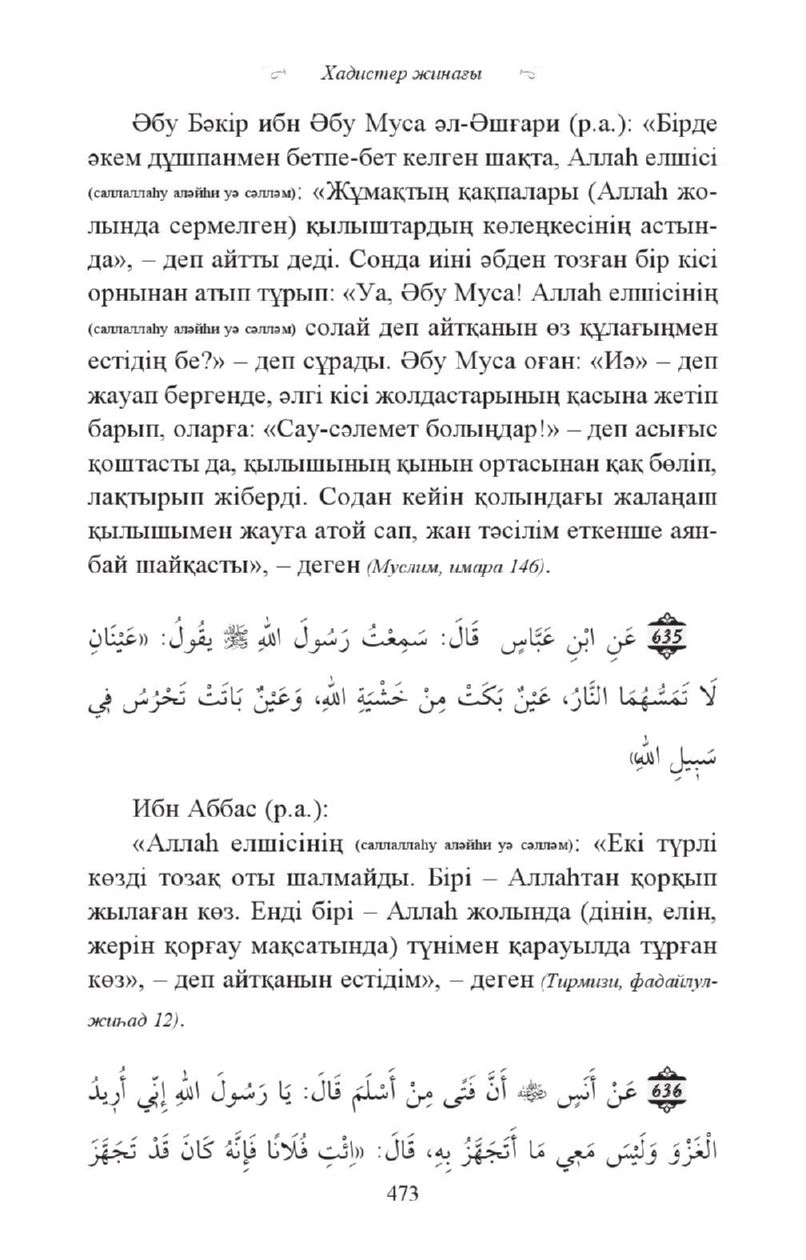 Хадистер жинағы
Әбу Бәкір ибн Әбу Муса әл-Әшғари (р.а.): «Бірде
әкем дұшпанмен бетпе-бет келген шақта, Аллаһ елшісі
(саллаллаһу аләйһи уә сәлләм): «Жұмақтың қақпалары (Аллаһ жо-
лында сермелген) қылыштардың көлеңкесінің астын-
да», – деп айтты деді. Сонда иіні әбден тозған бір кісі
орнынан атып тұрып: «Уа, Әбу Муса! Аллаһ елшісінің
(саллаллаһу аләйһи уә сәлләм) солай деп айтқанын өз құлағыңмен
естідің бе?» – деп сұрады. Әбу Муса оған: «Иә» – деп
жауап бергенде, әлгі кісі жолдастарының қасына жетіп
барып, оларға: «Сау-сәлемет болыңдар!» – деп асығыс
қоштасты да, қылышының қынын ортасынан қақ бөліп,
лақтырып жіберді. Содан кейін қолындағы жалаңаш
қылышымен жауға атой сап, жан тәсілім еткенше аян-
бай шайқасты», – деген (Муслим, имара 146).
635 عَنِ ابْنِ عَبَّاسٍ قَالَ: سَمِعْتُ رَسُولَ اللهِ ﷺ يقُولُ: «عَيْنَانِ
لَا تَمَسُّهُمَا النَّارُ، عَيْنٌ بَكَتْ مِنْ خَشْيَةِ اللهِ، وَعَيْنٌ بَاتَتْ تَحْرُسُ فِي
سَبِيلِ اللهِ»
Ибн Аббас (р.а.):
«Аллаһ елшісінің (саллаллаһу аләйһи уә сәлләм): «Екі түрлі
көзді тозақ оты шалмайды. Бірі – Аллаһтан қорқып
жылаған көз. Енді бірі – Аллаһ жолында (дінін, елін,
жерін қорғау мақсатында) түнімен қарауылда тұрған
көз», – деп айтқанын естідім», – деген (Тирмизи, фадайлул-
жиһад 12).
636 عَنْ أَنَسٍ ﵁ أَنَّ فَتًى مِنْ أَسْلَمَ قَالَ: يَا رَسُولَ اللهِ إِنِّي أُرِيدُ
الْغَزْوَ وَلَيْسَ مَعِي مَا أَتَجَهَّزُ بِهِ، قَالَ: «اِئْتِ فُلَانًا فَإِنَّهُ كَانَ قَدْ تَجَهَّزَ
473